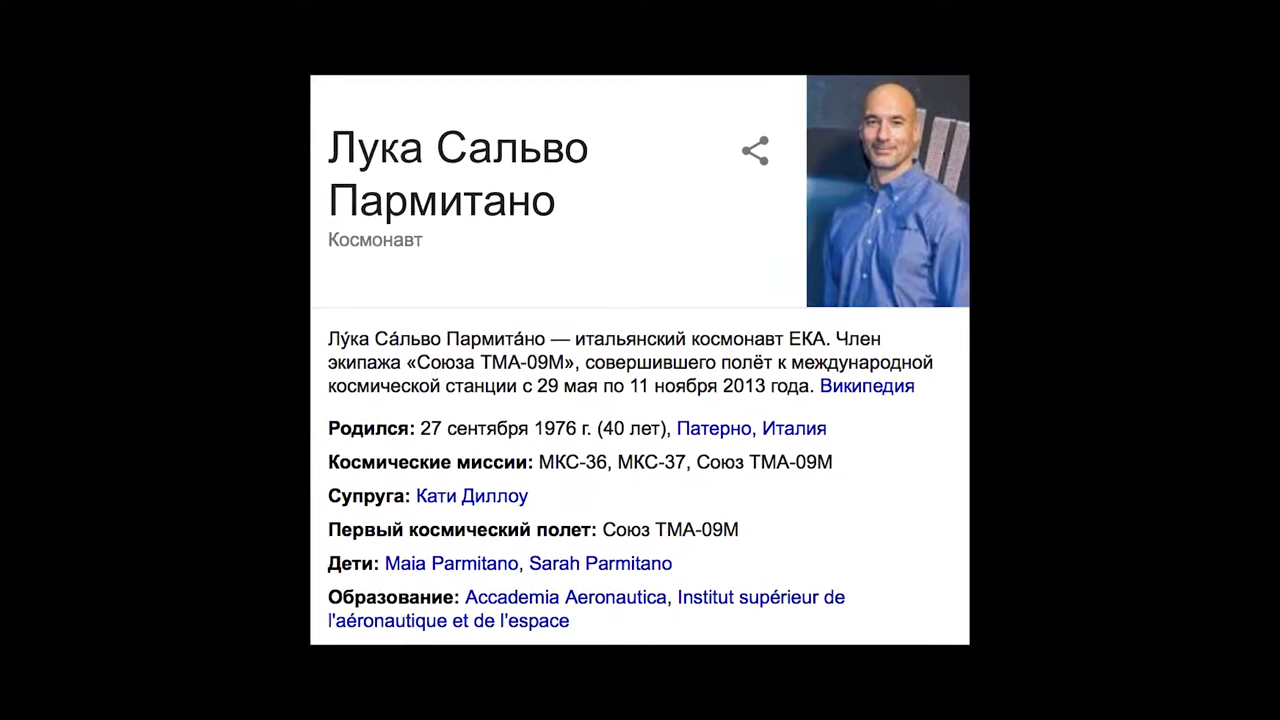 Лука Сальво
Пармитано
Космонавт
Лу́ка Са́льво Пармита́но — итальянский космонавт ЕКА. Член
экипажа «Союза ТМА-09М», совершившего полёт к международной
космической станции с 29 мая по 11 ноября 2013 года. Википедия
Родился: 27 сентября 1976 г. (40 лет), Патерно, Италия
Космические миссии: МКС-36, МКС-37, Союз ТМА-09М
Супруга: Кати Диллоу
Первый космический полет: Союз ТМА-09М
Дети: Maia Parmitano, Sarah Parmitano
Образование: Accademia Aeronautica, Institut supérieur de
l'aéronautique et de l'espace